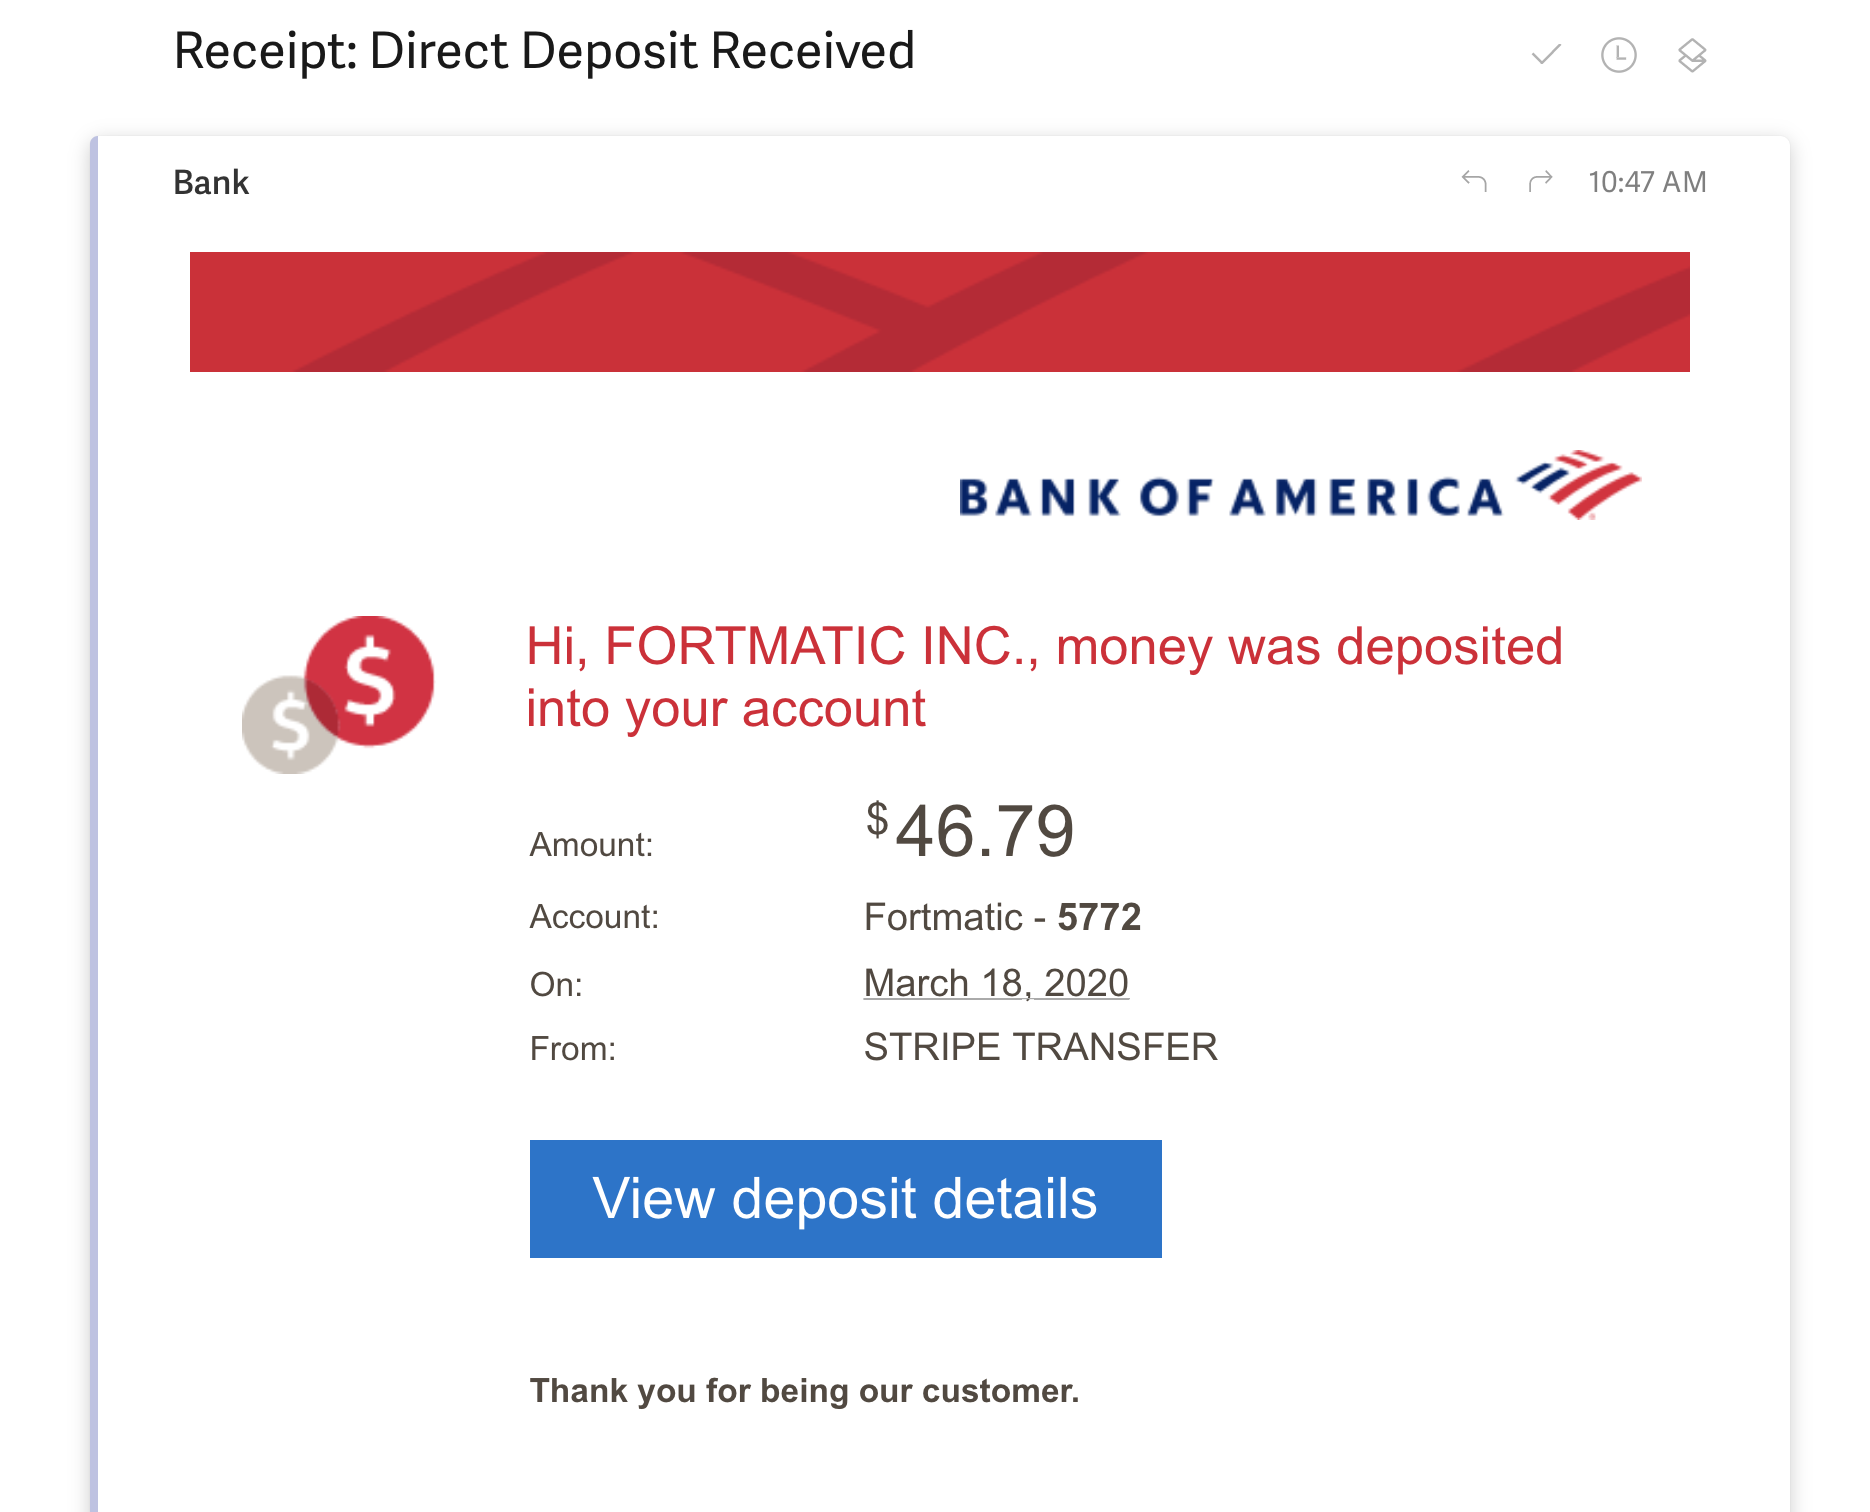 Receipt: Direct Deposit Received
Bank
10:47 AM
BANK OF AMERICA
$
$
Hi, FORTMATIC INC., money was deposited
into your account
Amount: $46.79
Account: Fortmatic - 5772
On: March 18, 2020
From: STRIPE TRANSFER
View deposit details
Thank you for being our customer.